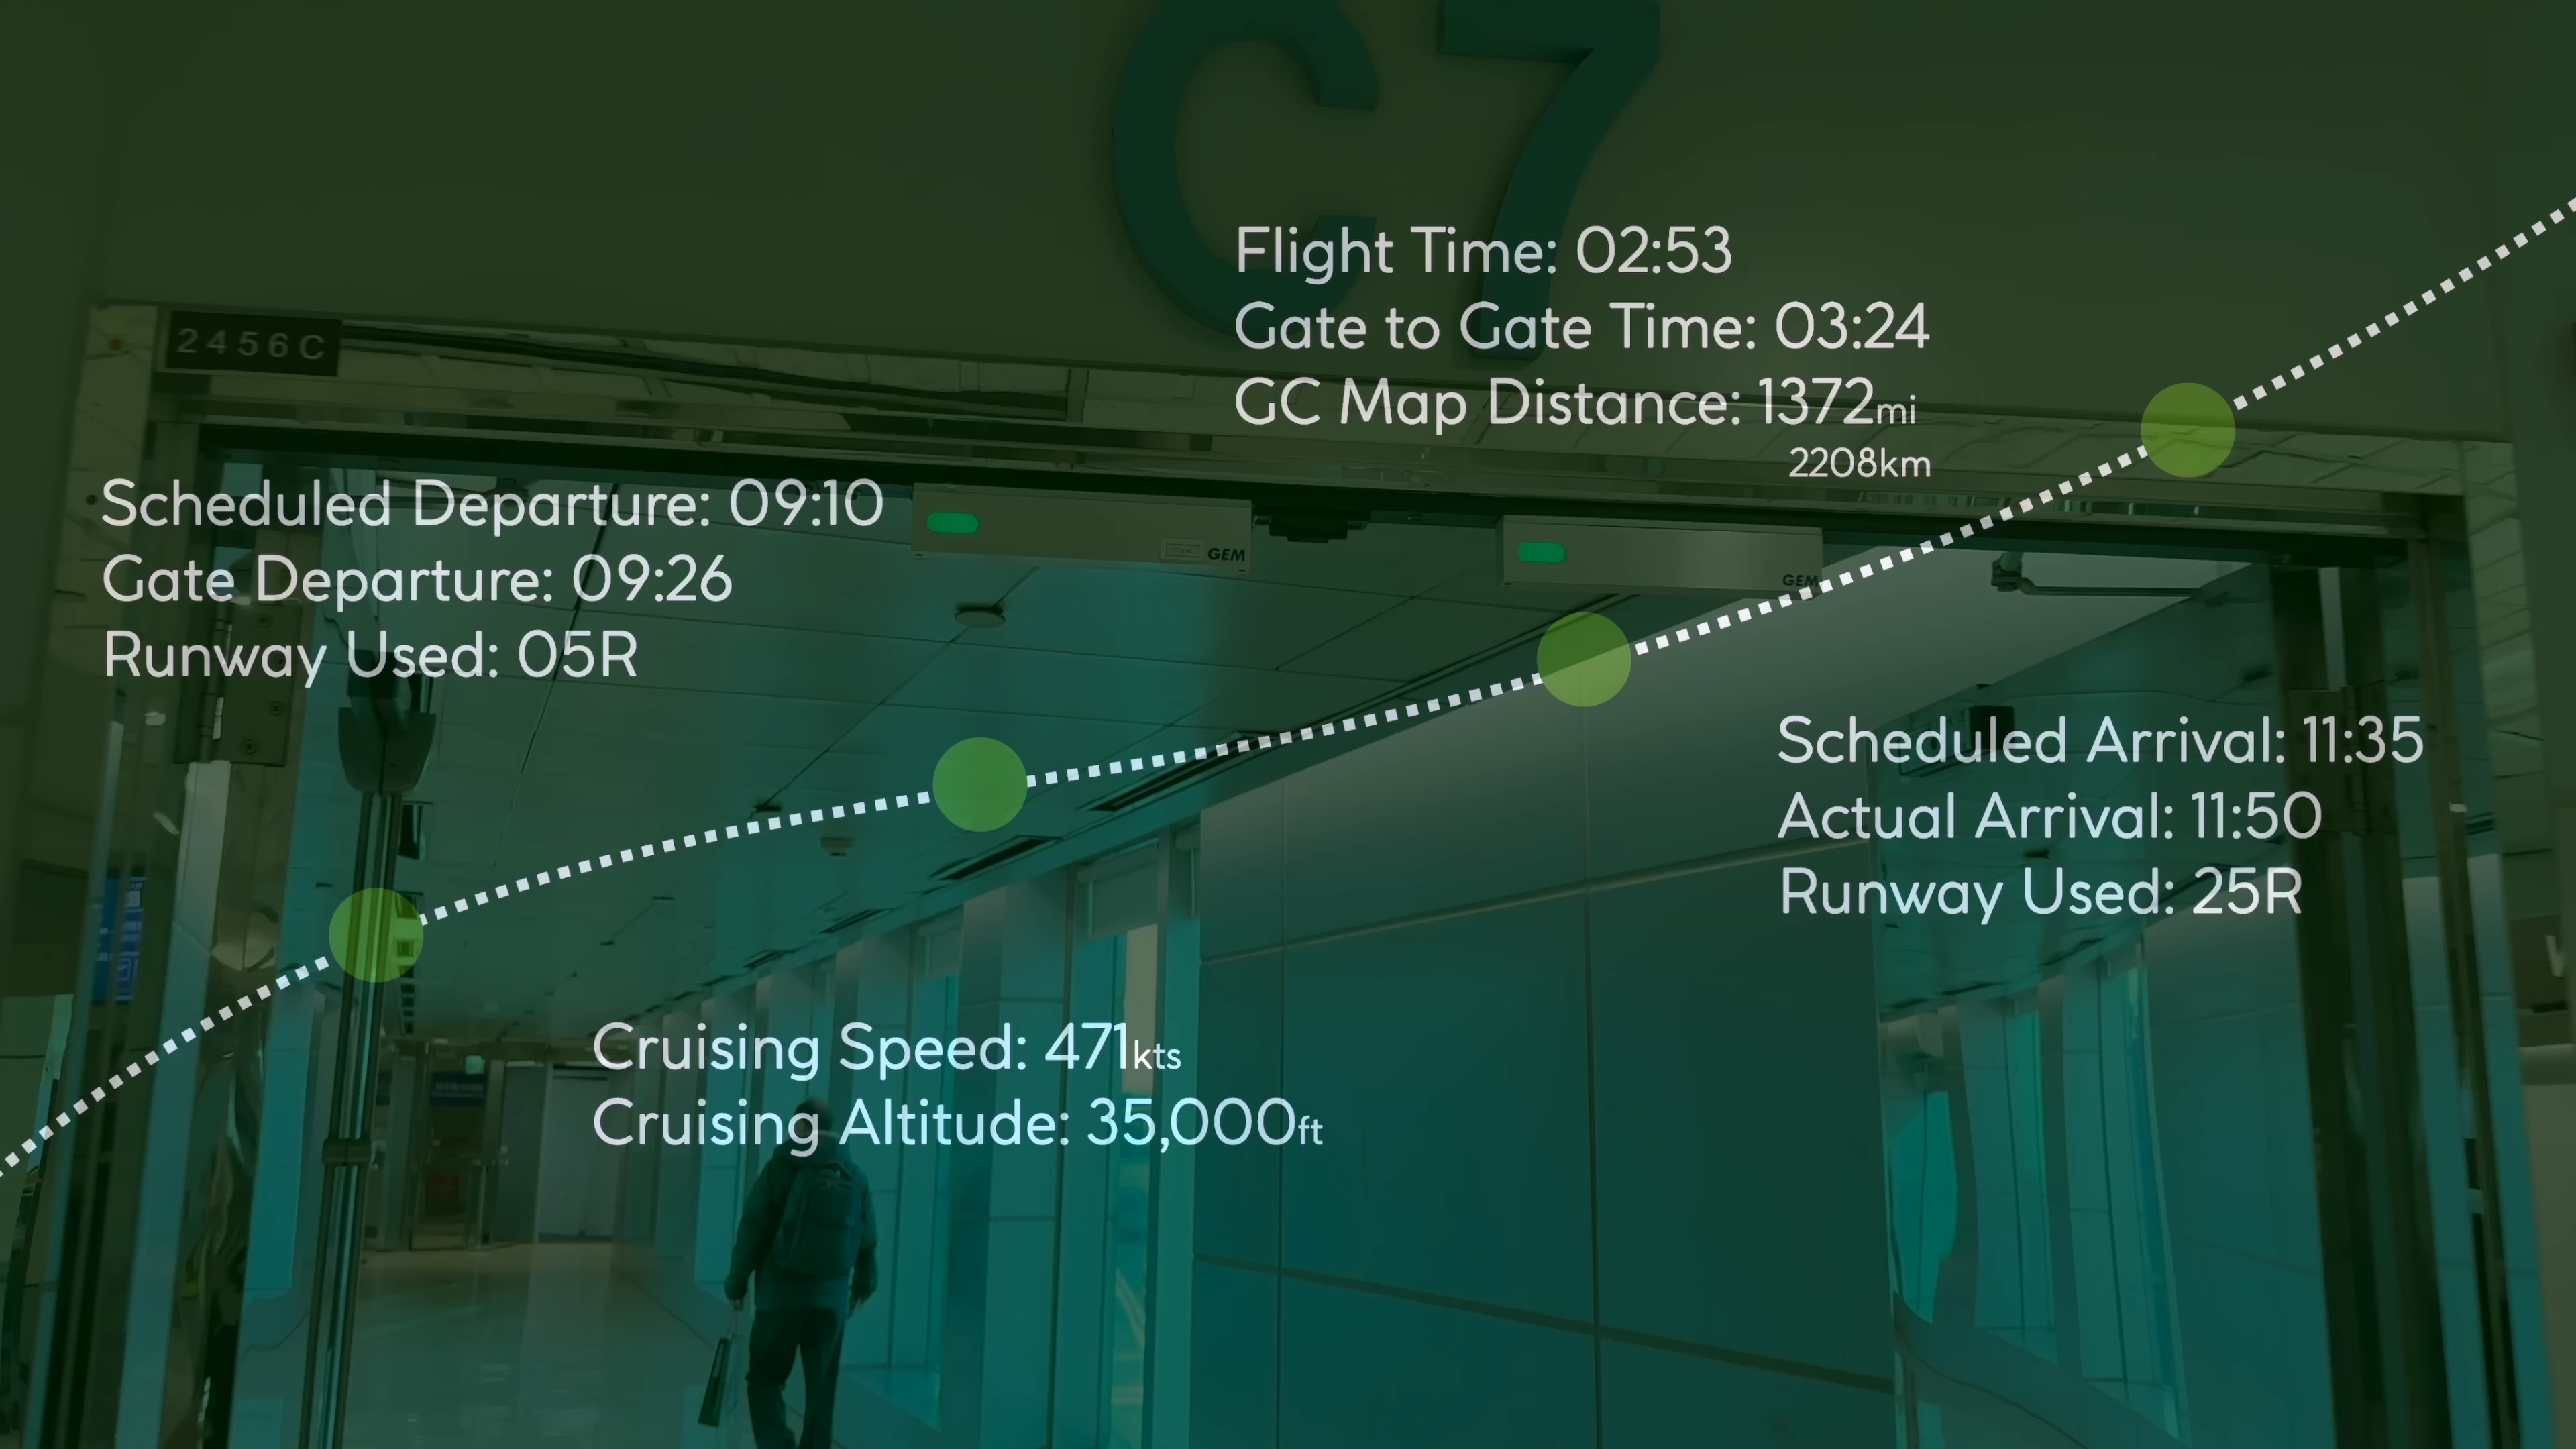 C7
2456C
Flight Time: 02:53
Gate to Gate Time: 03:24
GC Map Distance: 1372mi
2208km
Scheduled Departure: 09:10
Gate Departure: 09:26
Runway Used: 05R
GEM
GEM
Scheduled Arrival: 11:35
Actual Arrival: 11:50
Runway Used: 25R
Cruising Speed: 471kts
Cruising Altitude: 35,000ft